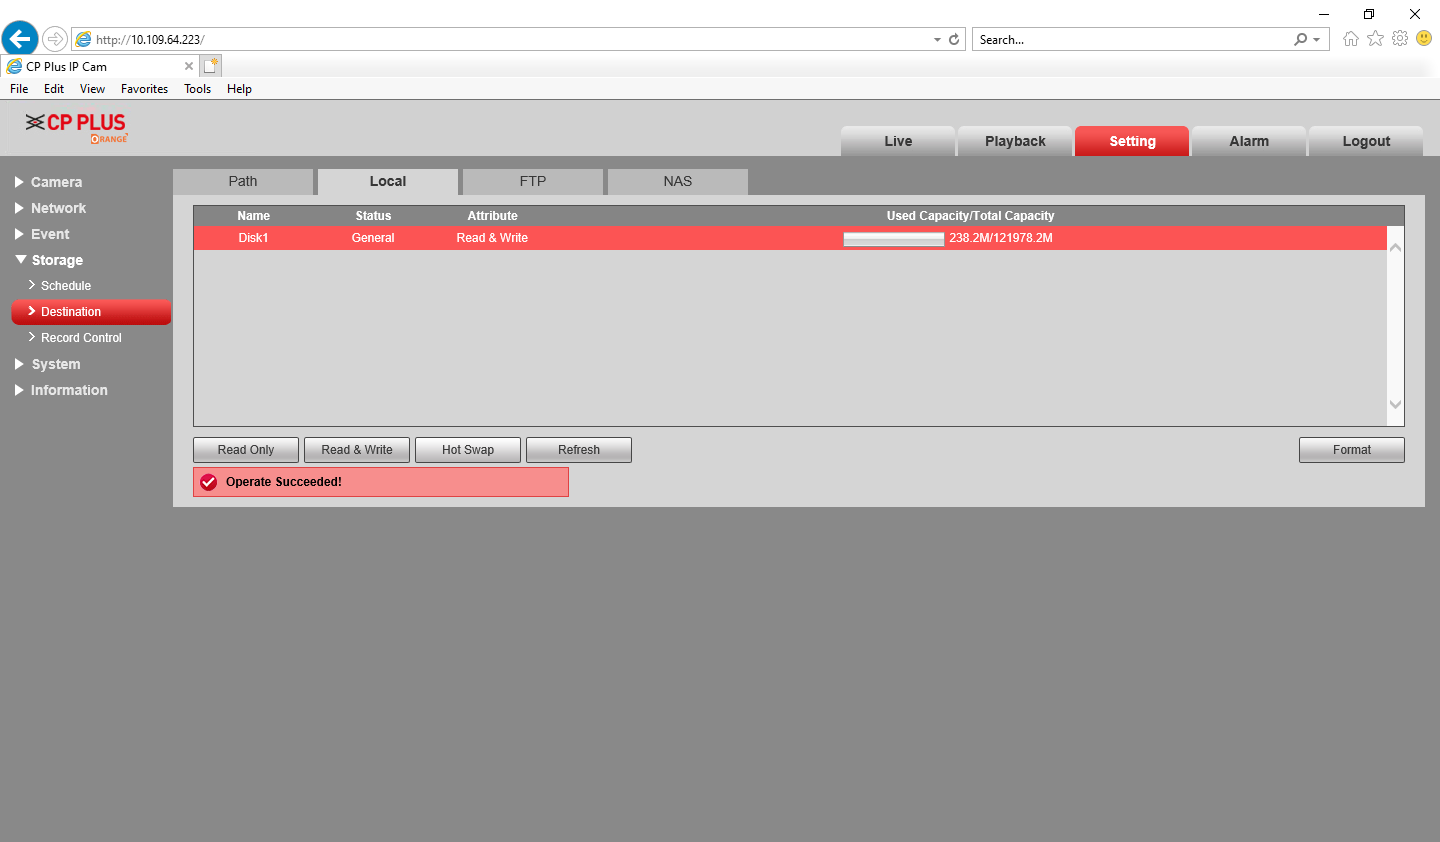 http://10.109.64.223/
Search...
CP Plus IP Cam
File Edit View Favorites Tools Help
CP PLUS
ORANGE
Live Playback Setting Alarm Logout
Camera
Network
Event
Storage
Schedule
Destination
Record Control
System
Information
Path Local FTP NAS
Name Status Attribute Used Capacity/Total Capacity
Disk1 General Read & Write 238.2M/121978.2M
Read Only Read & Write Hot Swap Refresh Format
Operate Succeeded!